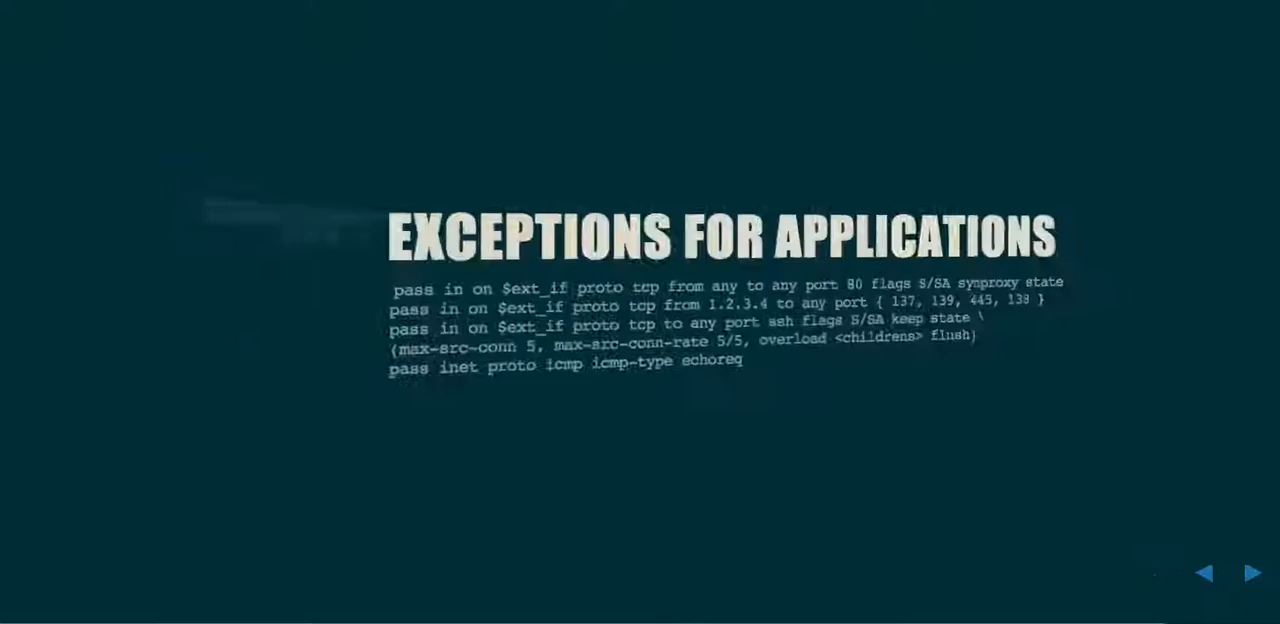 EXCEPTIONS FOR APPLICATIONS
pass in on $ext_if proto tcp from any to any port 80 flags S/SA synproxy state
pass in on $ext_if proto tcp from 1.2.3.4 to any port { 137, 139, 445, 138 }
pass in on $ext_if proto tcp to any port ssh flags S/SA keep state \
(max-src-conn 5, max-src-conn-rate 5/5, overload <childrens> flush)
pass inet proto icmp icmp-type echoreq